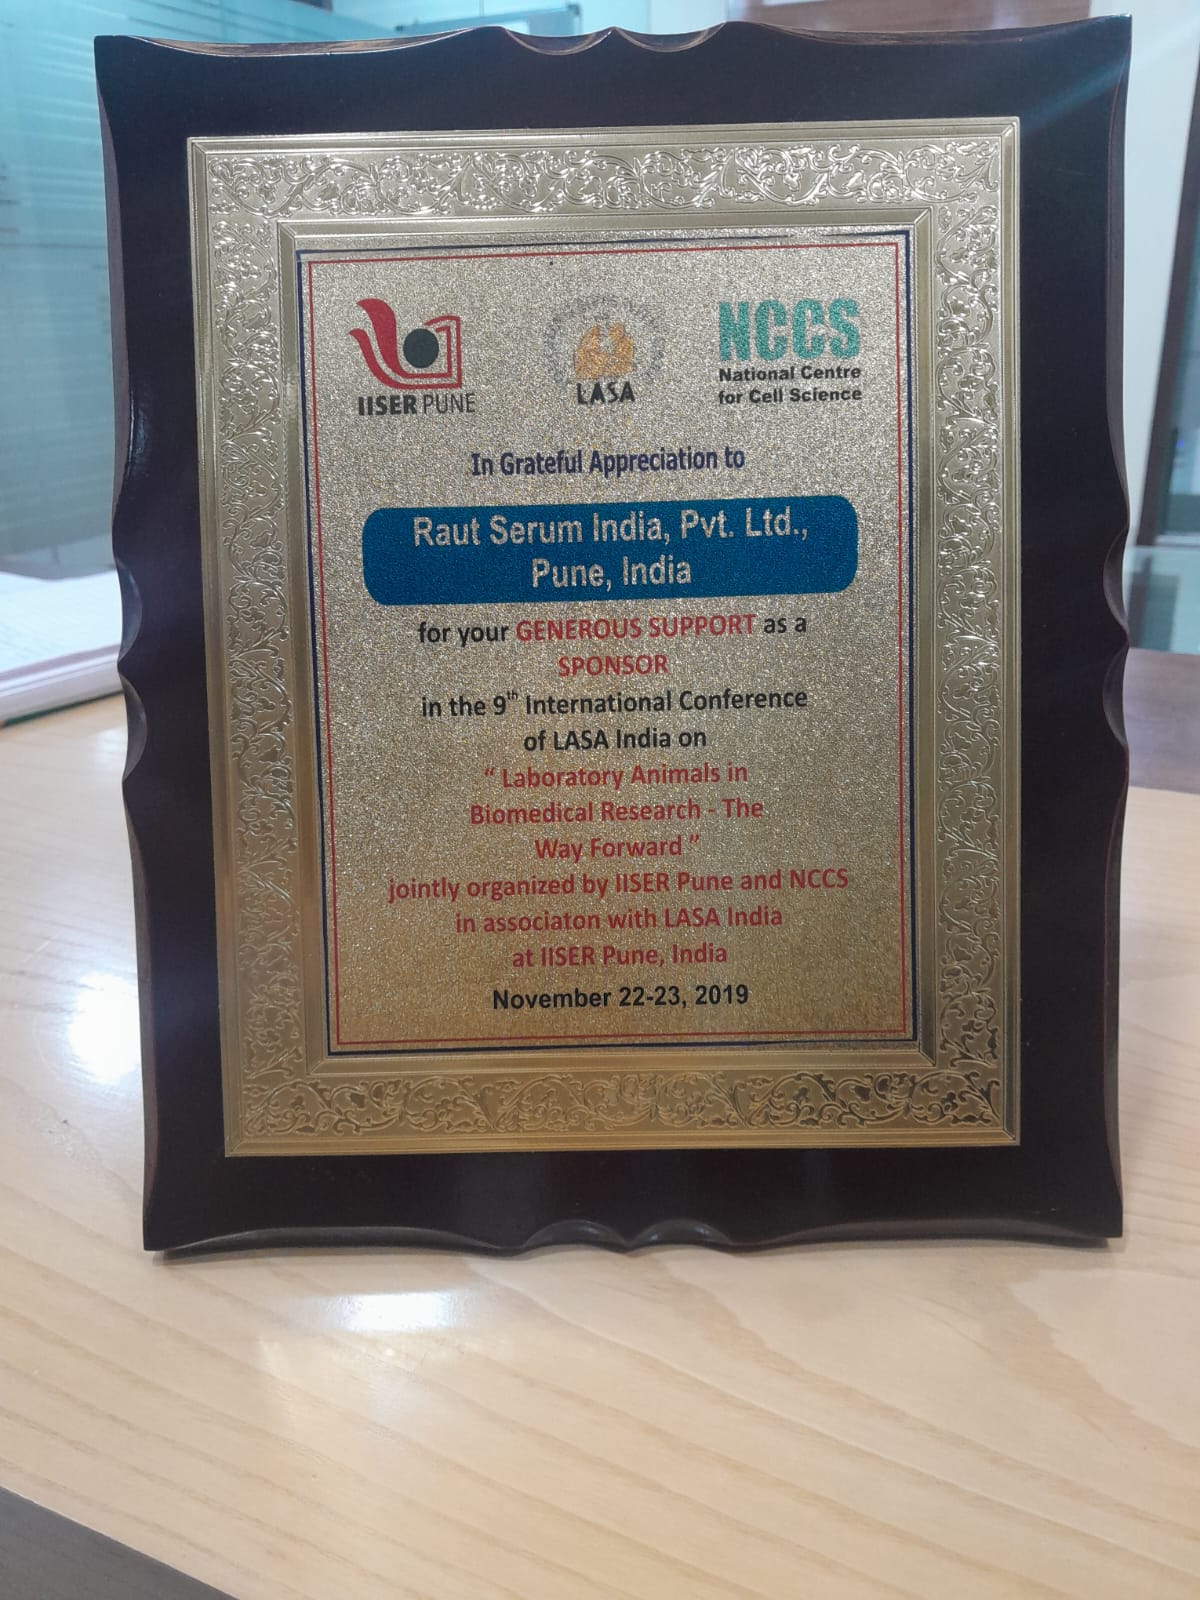 IISER PUNE
LASA
NCCS
National Centre
for Cell Science
In Grateful Appreciation to
Raut Serum India, Pvt. Ltd.,
Pune, India
for your GENEROUS SUPPORT as a
SPONSOR
in the 9th International Conference
of LASA India on
“ Laboratory Animals in
Biomedical Research - The
Way Forward ”
jointly organized by IISER Pune and NCCS
in associaton with LASA India
at IISER Pune, India
November 22-23, 2019